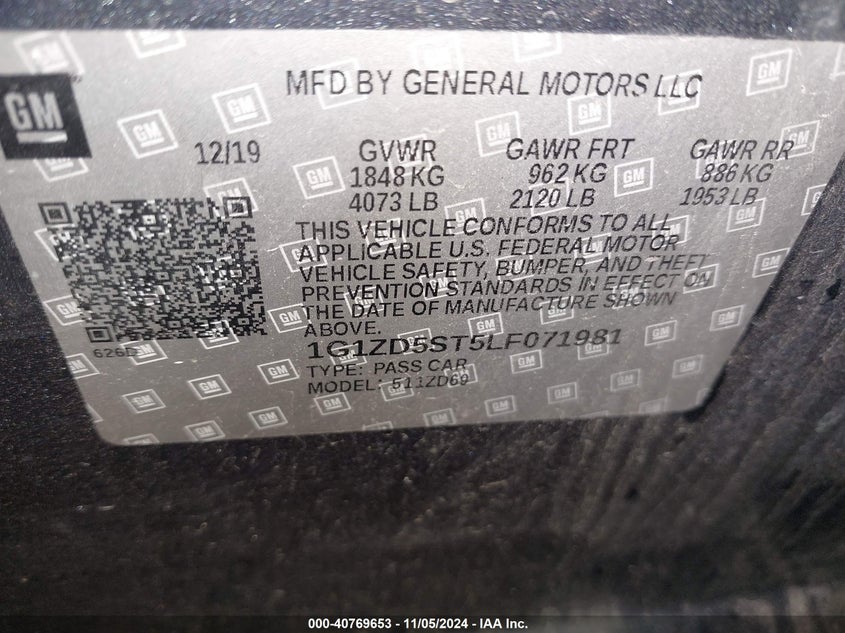 GM
MFD BY GENERAL MOTORS LLC
12/19 GVWR GAWR FRT GAWR RR
1848 KG 962 KG 886 KG
4073 LB 2120 LB 1953 LB
THIS VEHICLE CONFORMS TO ALL
APPLICABLE U.S. FEDERAL MOTOR
VEHICLE SAFETY, BUMPER, AND THEFT
PREVENTION STANDARDS IN EFFECT ON
THE DATE OF MANUFACTURE SHOWN
ABOVE.
626D
1G1ZD5ST5LF071981
TYPE: PASS CAR
MODEL: 511ZD69
000-40769653 - 11/05/2024 - IAA Inc.